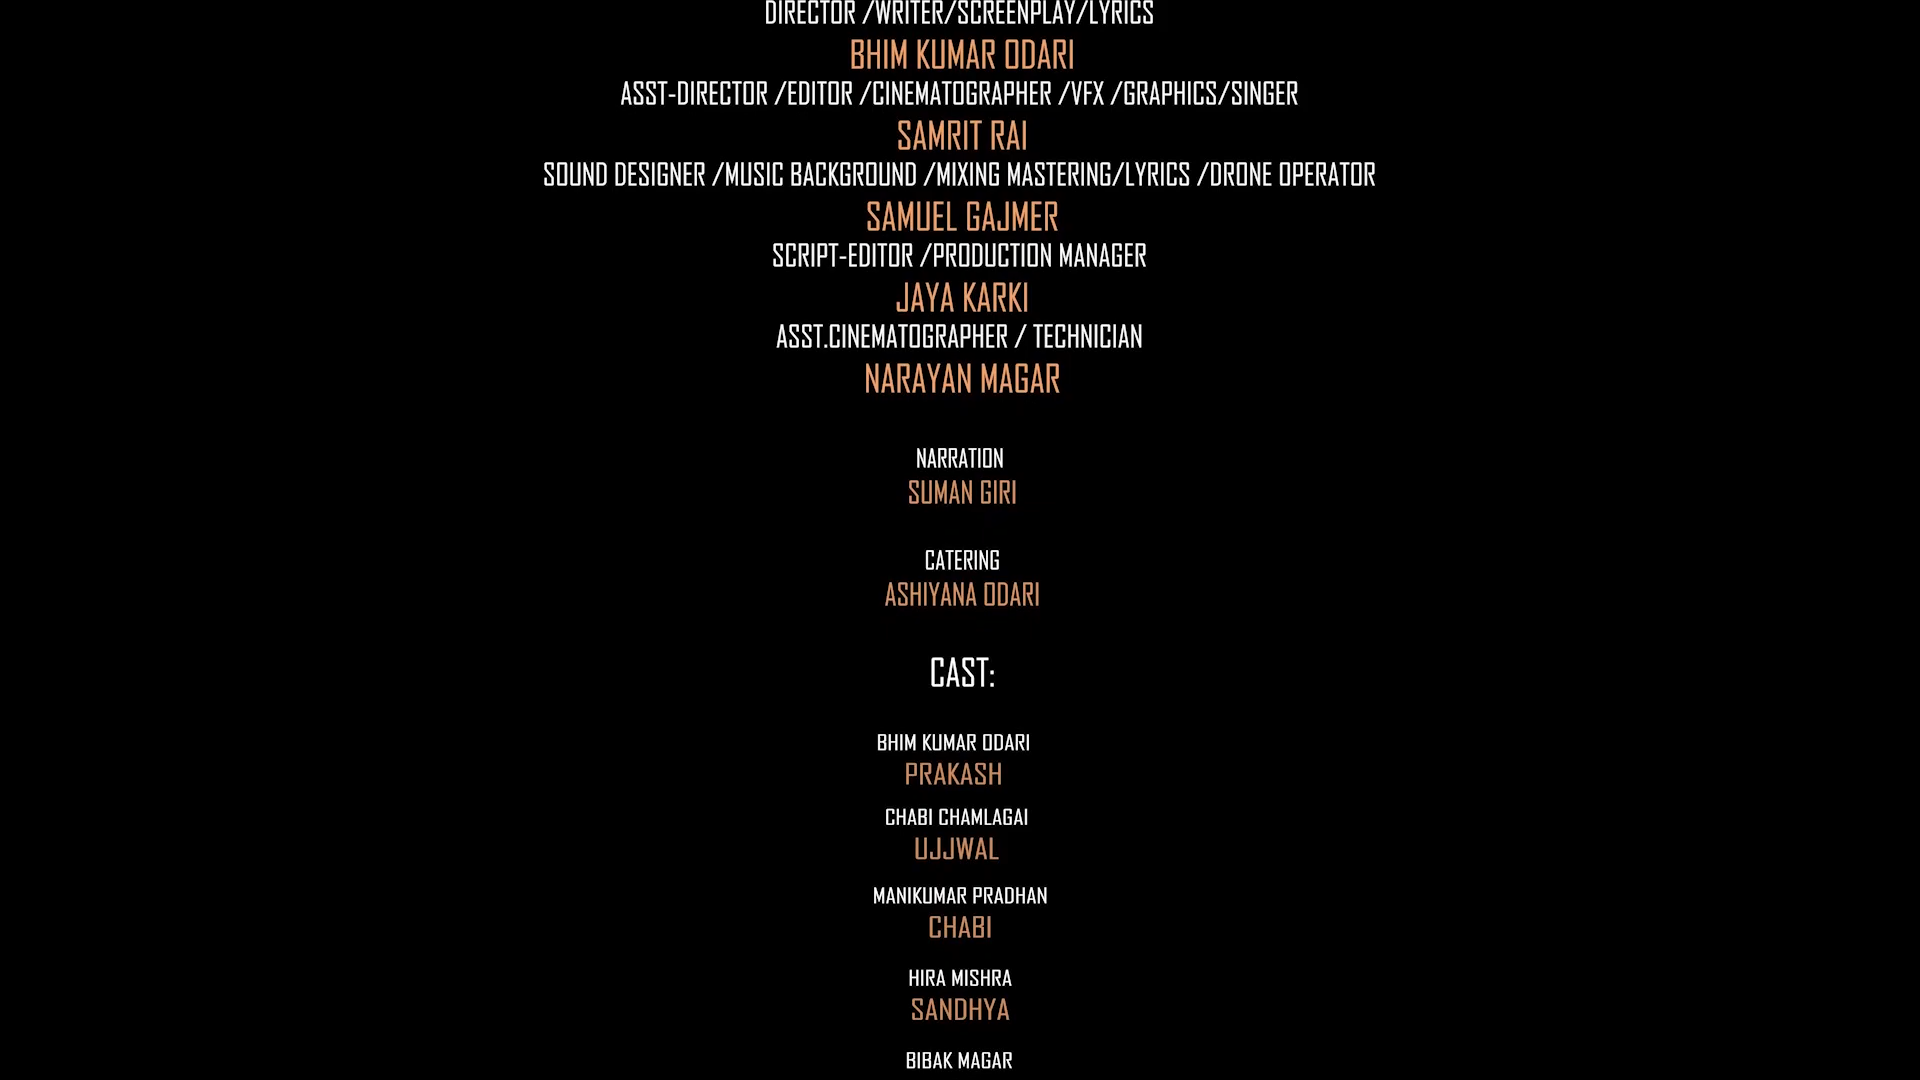 DIRECTOR /WRITER/SCREENPLAY/LYRICS
BHIM KUMAR ODARI
ASST-DIRECTOR /EDITOR /CINEMATOGRAPHER /VFX /GRAPHICS/SINGER
SAMRIT RAI
SOUND DESIGNER /MUSIC BACKGROUND /MIXING MASTERING/LYRICS /DRONE OPERATOR
SAMUEL GAJMER
SCRIPT-EDITOR /PRODUCTION MANAGER
JAYA KARKI
ASST.CINEMATOGRAPHER / TECHNICIAN
NARAYAN MAGAR
NARRATION
SUMAN GIRI
CATERING
ASHIYANA ODARI
CAST:
BHIM KUMAR ODARI
PRAKASH
CHABI CHAMLAGAI
UJJWAL
MANIKUMAR PRADHAN
CHABI
HIRA MISHRA
SANDHYA
BIBAK MAGAR